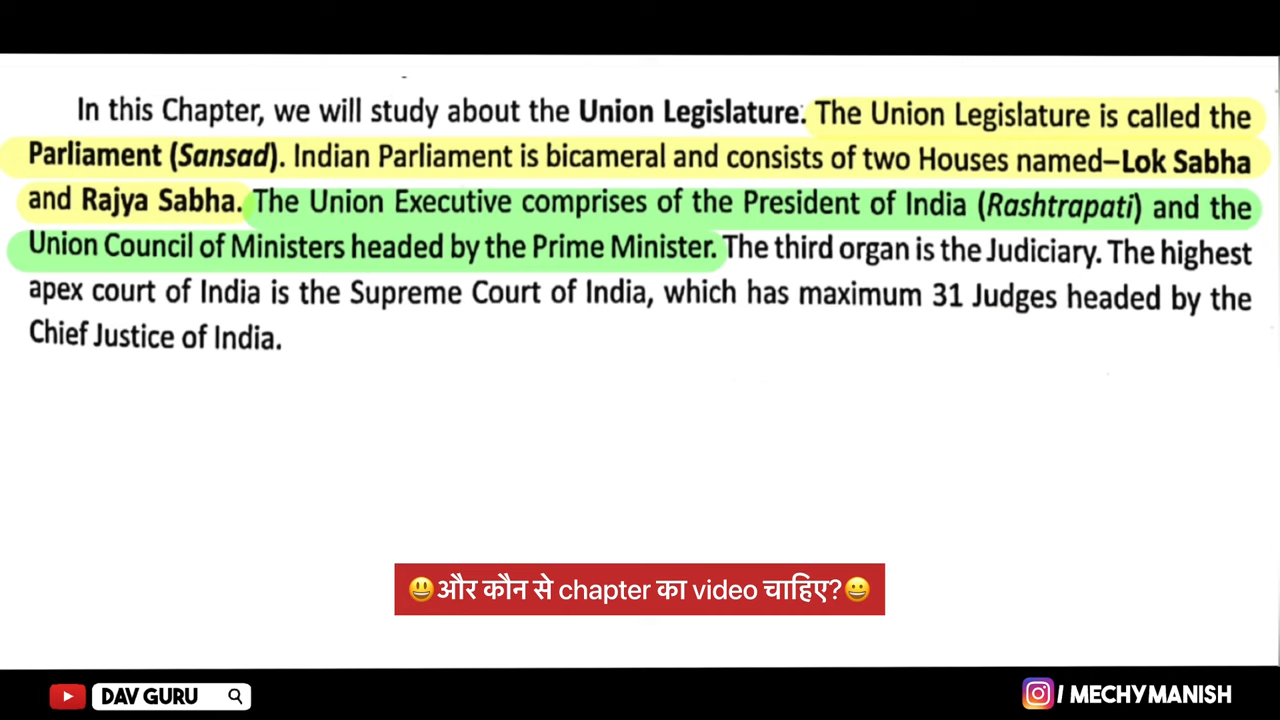 In this Chapter, we will study about the Union Legislature. The Union Legislature is called the
Parliament (Sansad). Indian Parliament is bicameral and consists of two Houses named–Lok Sabha
and Rajya Sabha. The Union Executive comprises of the President of India (Rashtrapati) and the
Union Council of Ministers headed by the Prime Minister. The third organ is the Judiciary. The highest
apex court of India is the Supreme Court of India, which has maximum 31 Judges headed by the
Chief Justice of India.
😃और कौन से chapter का video चाहिए?😀
DAV GURU
/ MECHYMANISH